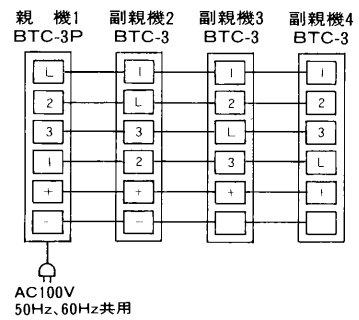 親 機1 副親機2 副親機3 副親機4
BTC-3P BTC-3 BTC-3 BTC-3
L 1 1 1
2 L 2 2
3 3 L 3
1 2 3 L
+ + + +
- -
AC100V
50Hz、60Hz共用